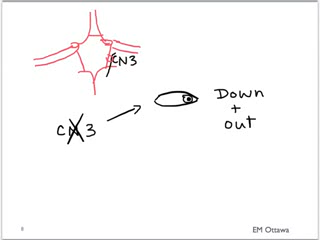 CN3
CN3
Down
+
out
8
EM Ottawa